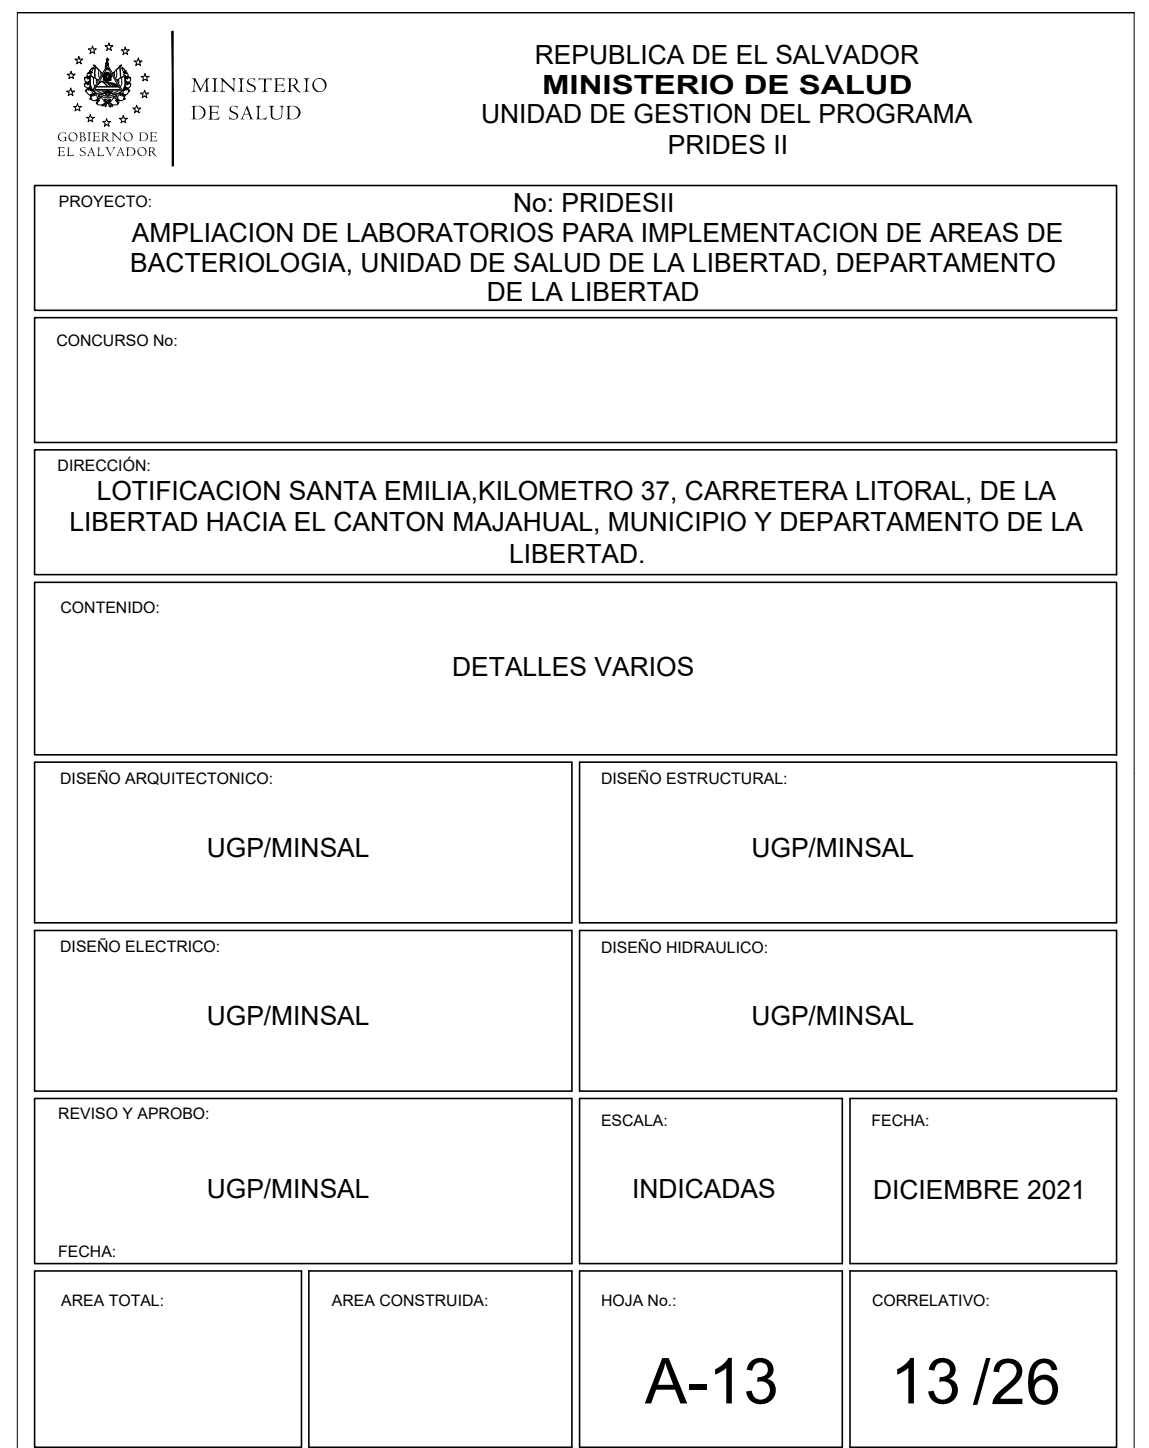 GOBIERNO DE
EL SALVADOR
MINISTERIO
DE SALUD
REPUBLICA DE EL SALVADOR
MINISTERIO DE SALUD
UNIDAD DE GESTION DEL PROGRAMA
PRIDES II
PROYECTO:
No: PRIDESII
AMPLIACION DE LABORATORIOS PARA IMPLEMENTACION DE AREAS DE
BACTERIOLOGIA, UNIDAD DE SALUD DE LA LIBERTAD, DEPARTAMENTO
DE LA LIBERTAD
CONCURSO No:
DIRECCIÓN:
LOTIFICACION SANTA EMILIA,KILOMETRO 37, CARRETERA LITORAL, DE LA
LIBERTAD HACIA EL CANTON MAJAHUAL, MUNICIPIO Y DEPARTAMENTO DE LA
LIBERTAD.
CONTENIDO:
DETALLES VARIOS
DISEÑO ARQUITECTONICO:
UGP/MINSAL
DISEÑO ESTRUCTURAL:
UGP/MINSAL
DISEÑO ELECTRICO:
UGP/MINSAL
DISEÑO HIDRAULICO:
UGP/MINSAL
REVISO Y APROBO:
UGP/MINSAL
FECHA:
ESCALA:
INDICADAS
FECHA:
DICIEMBRE 2021
AREA TOTAL:
AREA CONSTRUIDA:
HOJA No.:
A-13
CORRELATIVO:
13 /26